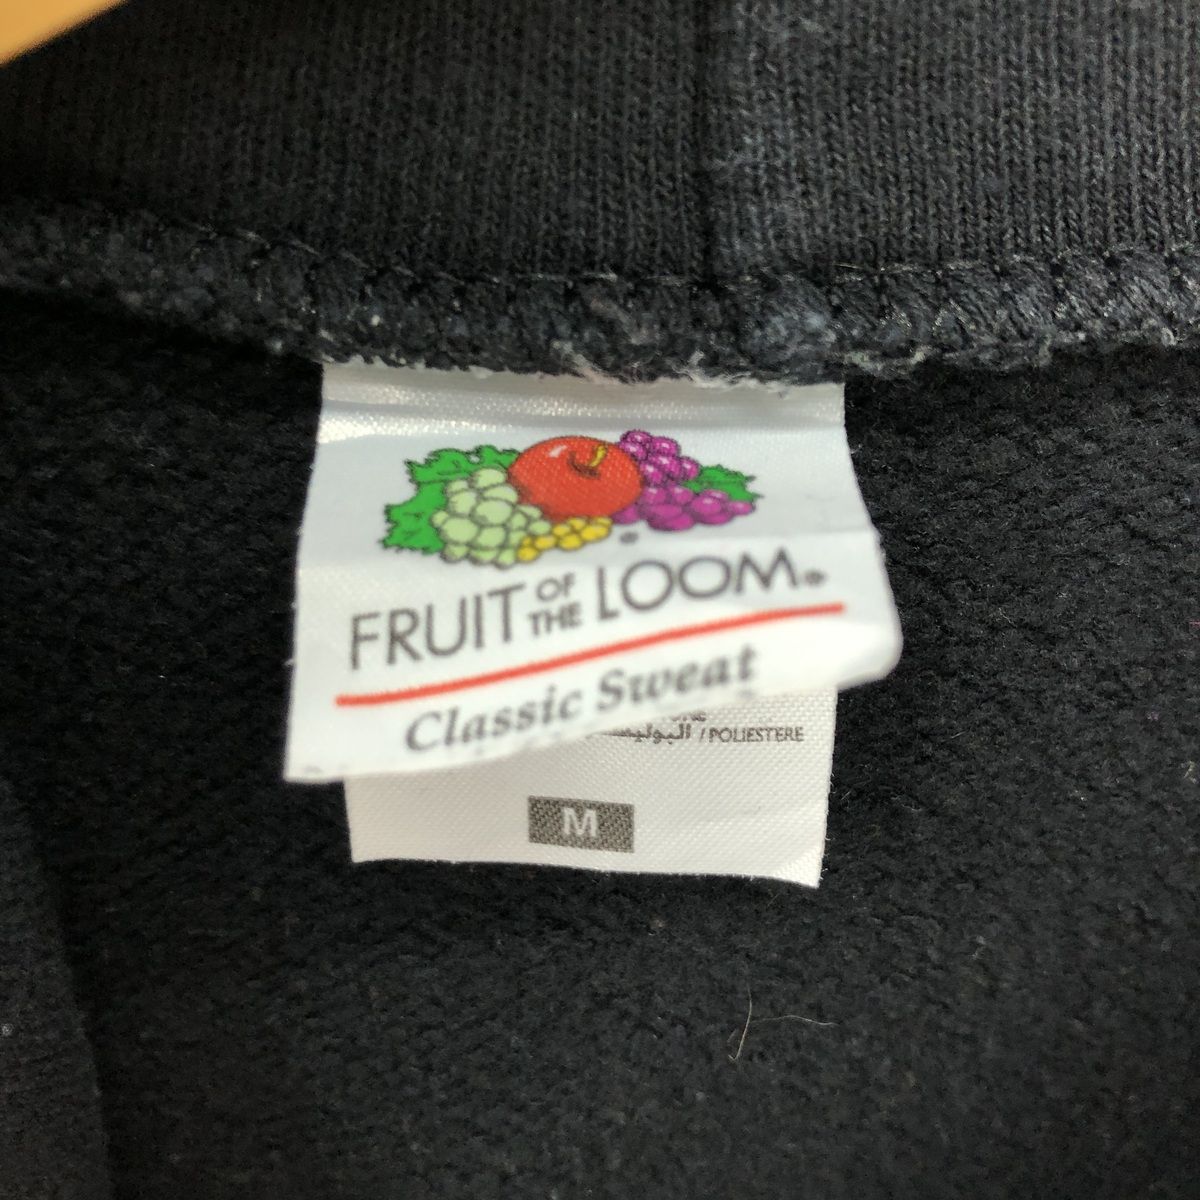 FRUIT OF THE LOOM®
Classic Sweat
/ POLIESTERE
M